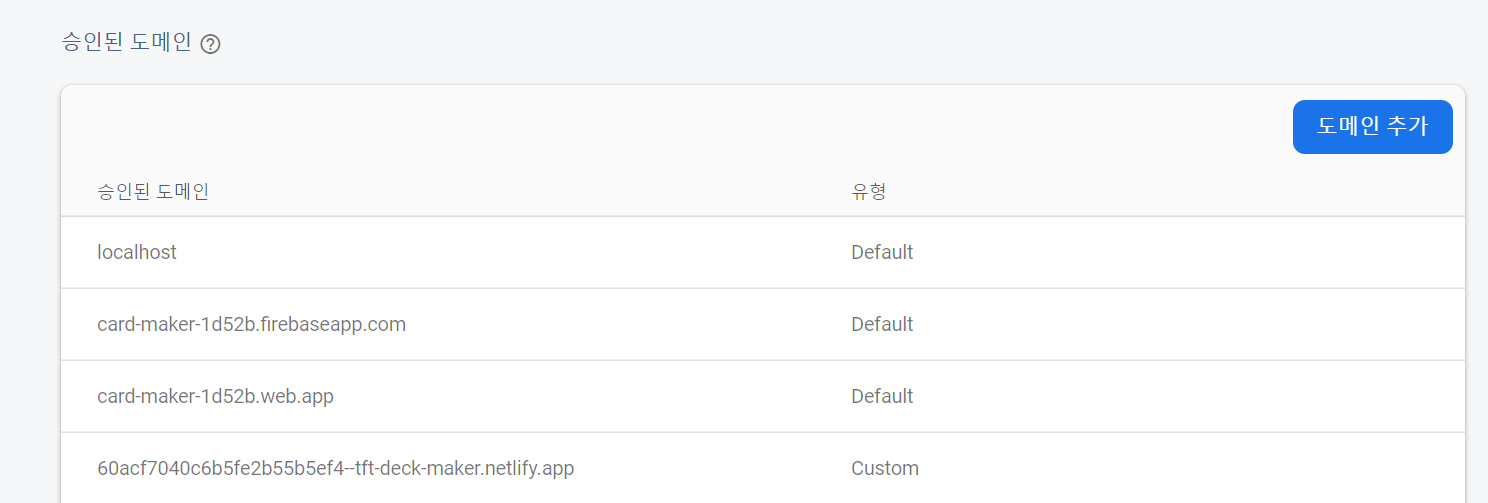 승인된 도메인
도메인 추가
승인된 도메인 유형
localhost Default
card-maker-1d52b.firebaseapp.com Default
card-maker-1d52b.web.app Default
60acf7040c6b5fe2b55b5ef4--tft-deck-maker.netlify.app Custom